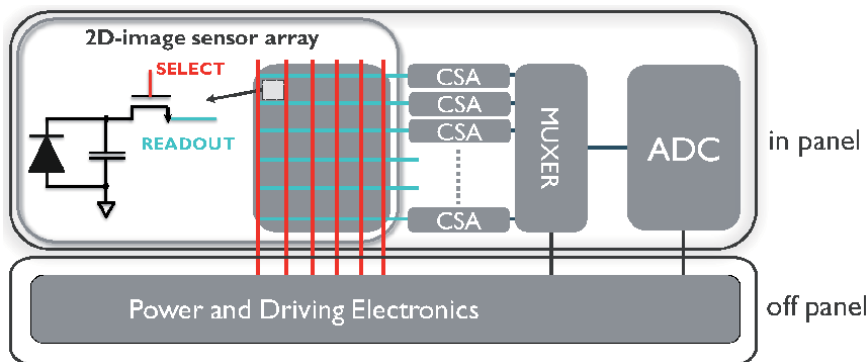 2D-image sensor array
SELECT
READOUT
CSA
CSA
CSA
CSA
MUXER
ADC
in panel
Power and Driving Electronics
off panel